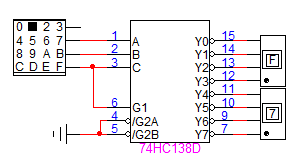 0 2 3
4 5 6 7
8 9 A B
C D E F
1 A
2 B
3 C
6 G1
4 /G2A
5 /G2B
Y0 15
Y1 14
Y2 13
Y3 12
Y4 11
Y5 10
Y6 9
Y7 7
F
7
74HC138D